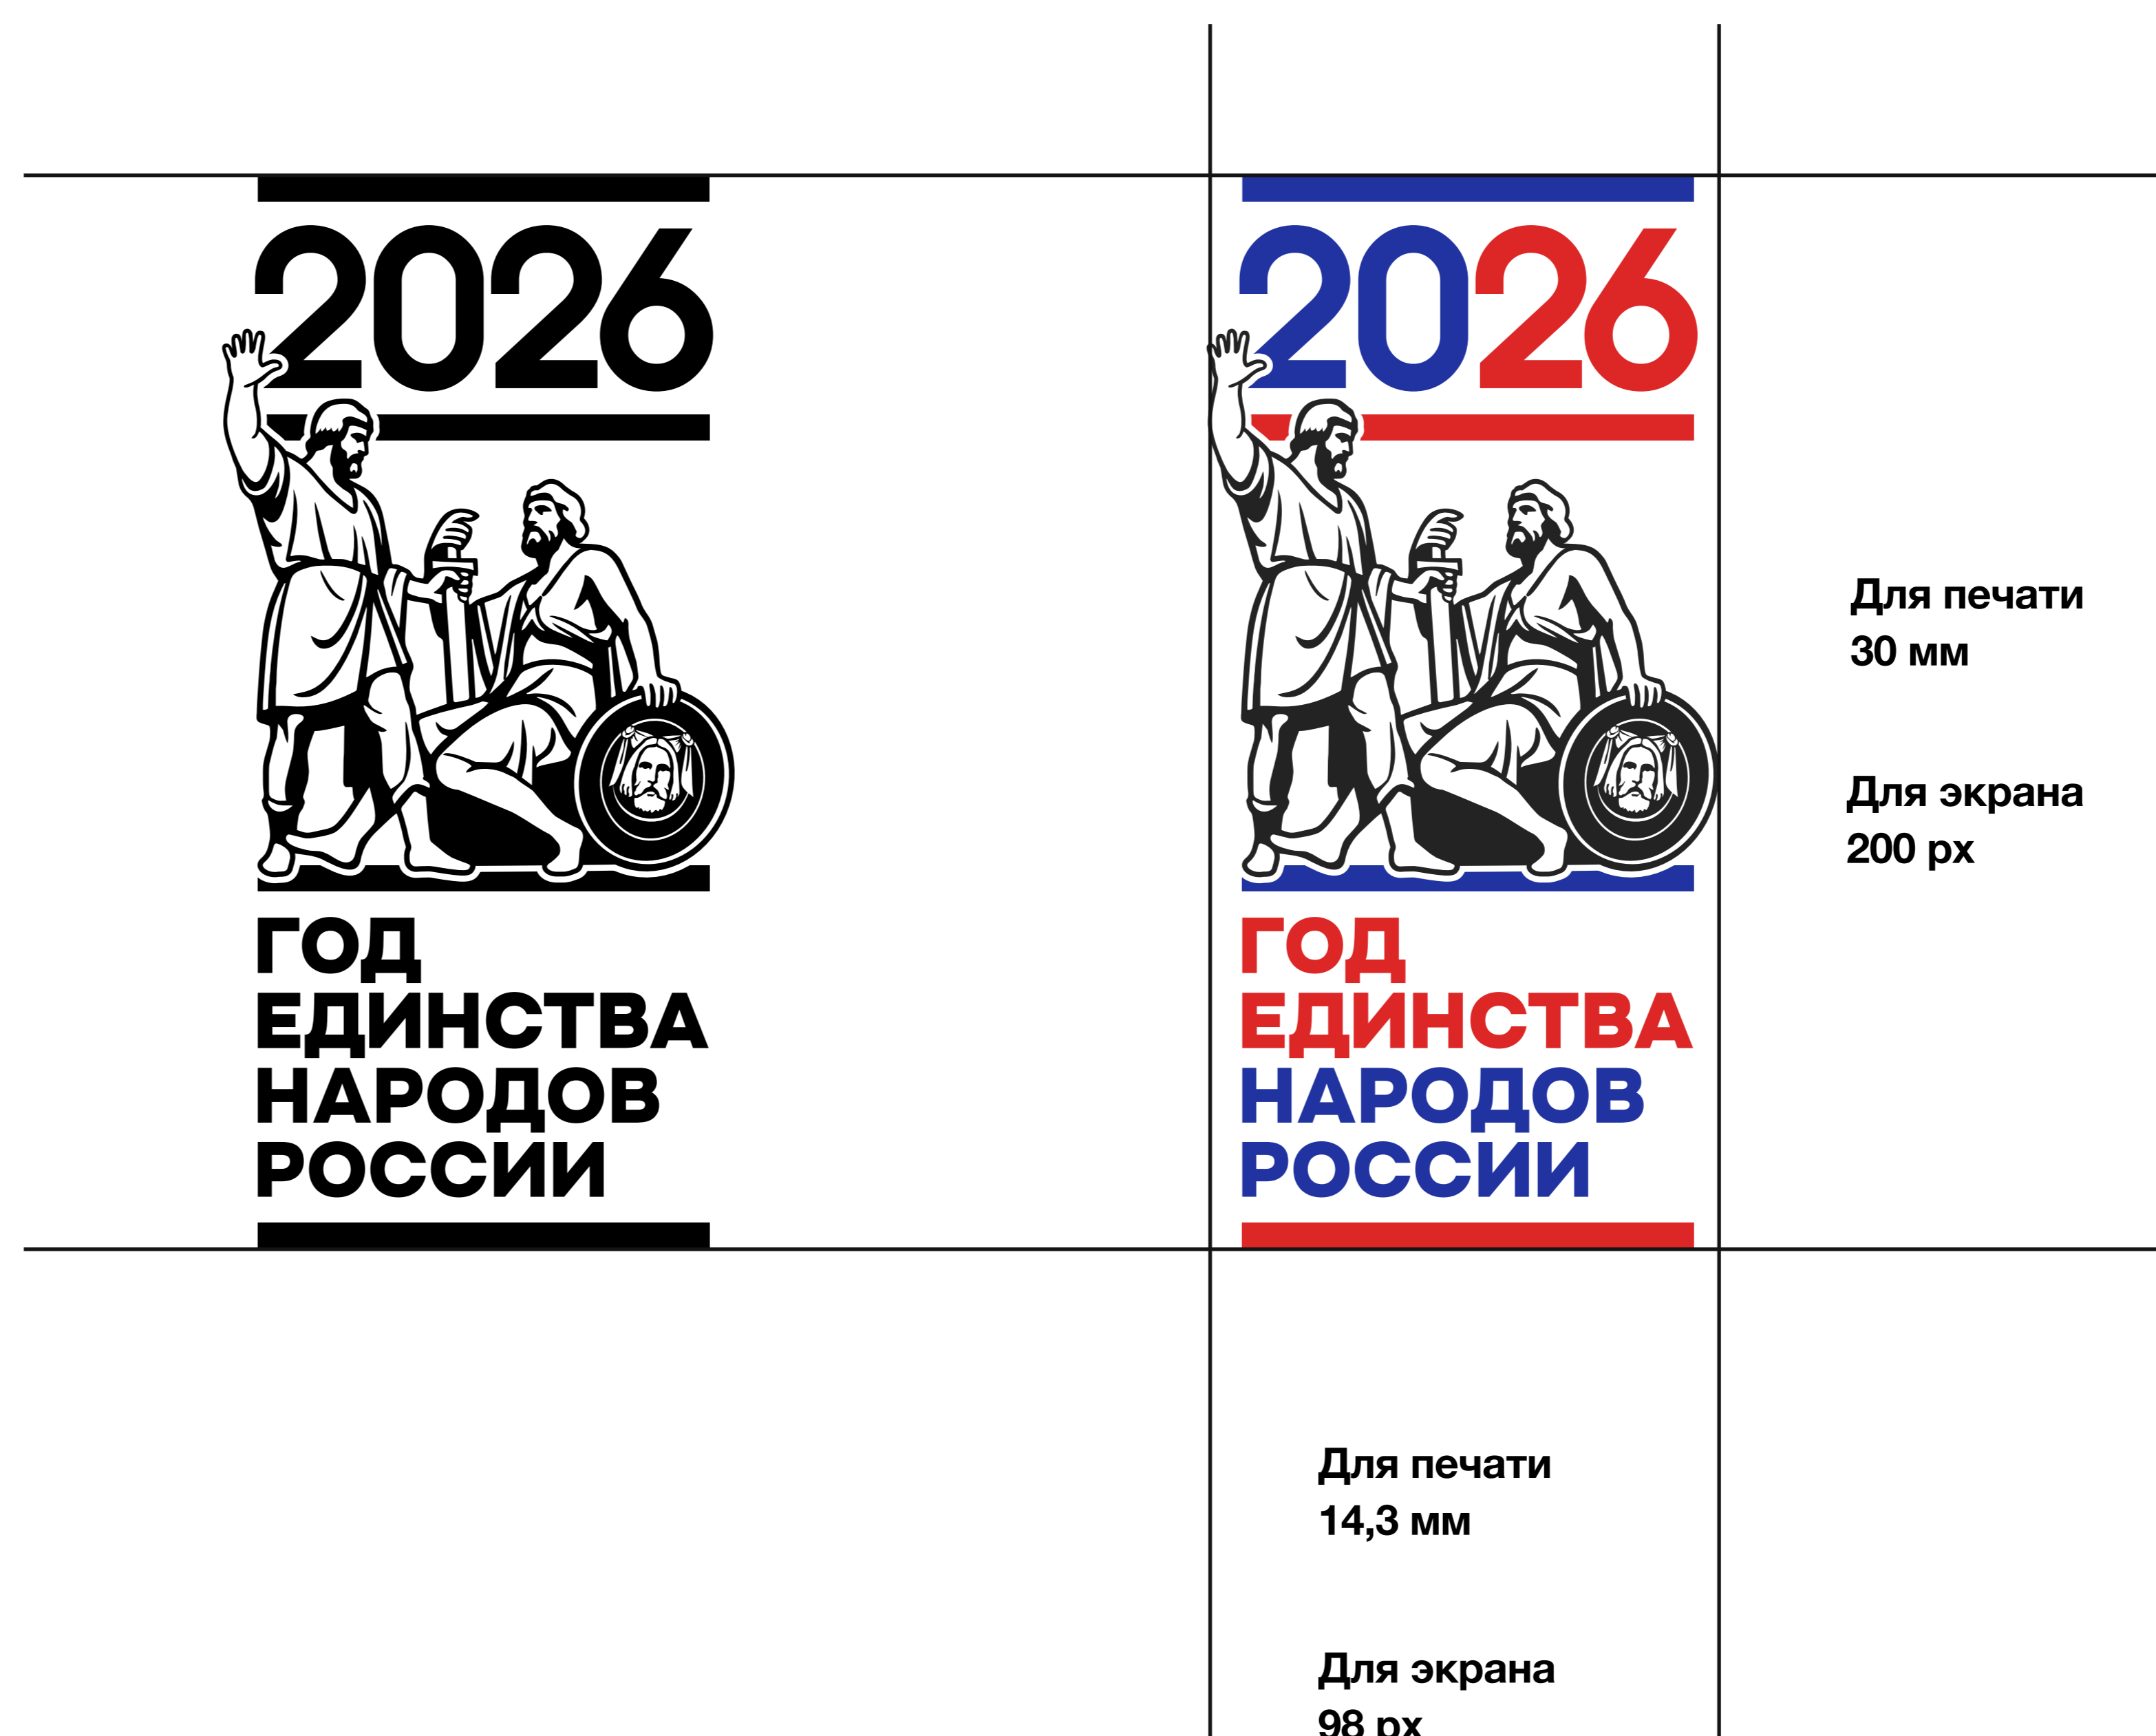 2026
ГОД
ЕДИНСТВА
НАРОДОВ
РОССИИ
2026
ГОД
ЕДИНСТВА
НАРОДОВ
РОССИИ
Для печати
30 мм
Для экрана
200 px
Для печати
14,3 мм
Для экрана
98 px